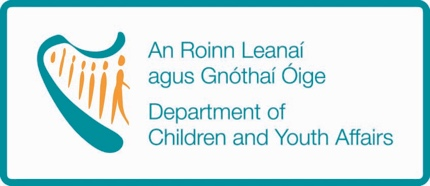 An Roinn Leanaí
agus Gnóthaí Óige
Department of
Children and Youth Affairs